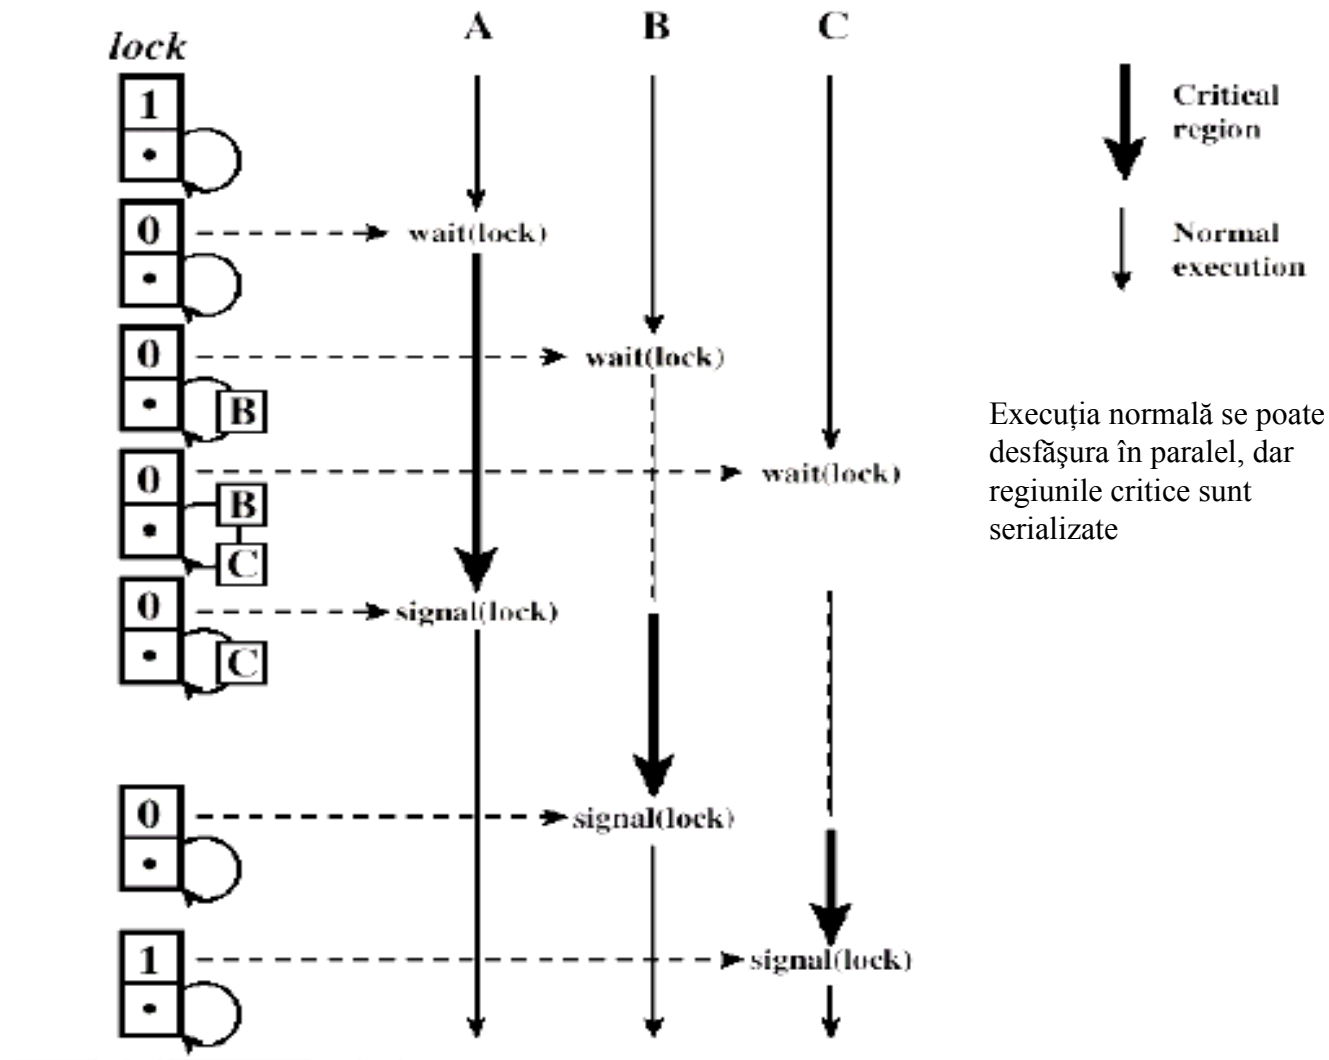 A B C
lock
1
Critical
region
0
wait(lock)
Normal
execution
0
wait(lock)
B
Execuția normală se poate
desfășura în paralel, dar
regiunile critice sunt
serializate
0
wait(lock)
B
C
0
signal(lock)
C
0
signal(lock)
1
signal(lock)